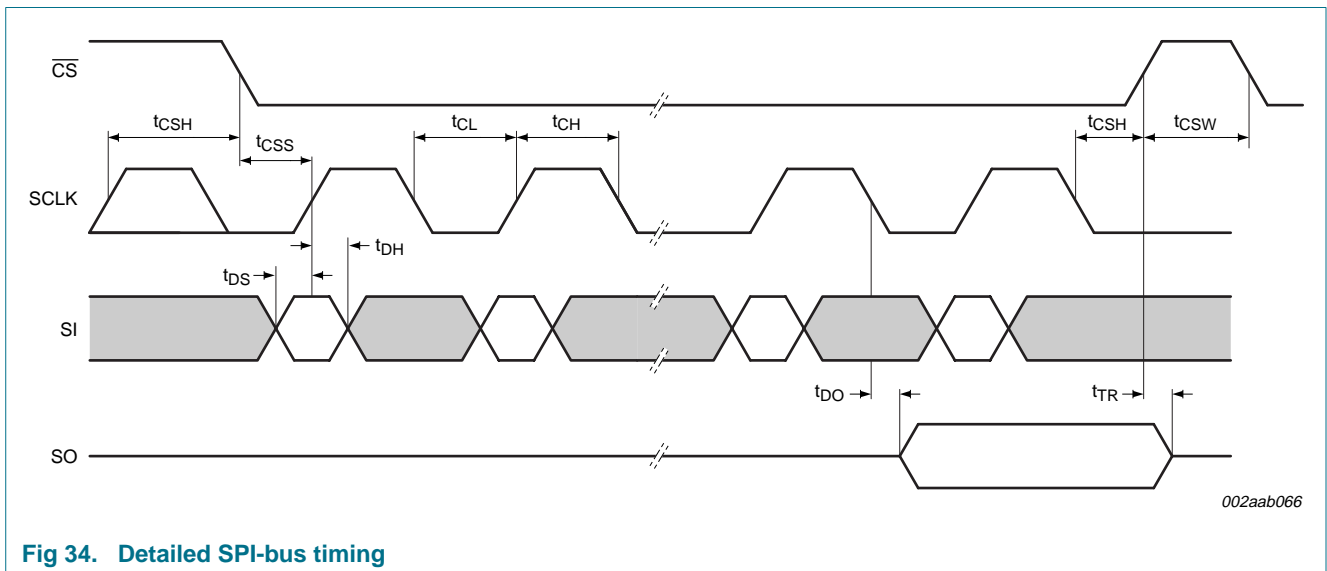 CS
tCSH
tCSS
tCL
tCH
tCSH
tCSW
SCLK
tDH
tDS
SI
tDO
tTR
SO
002aab066
Fig 34. Detailed SPI-bus timing